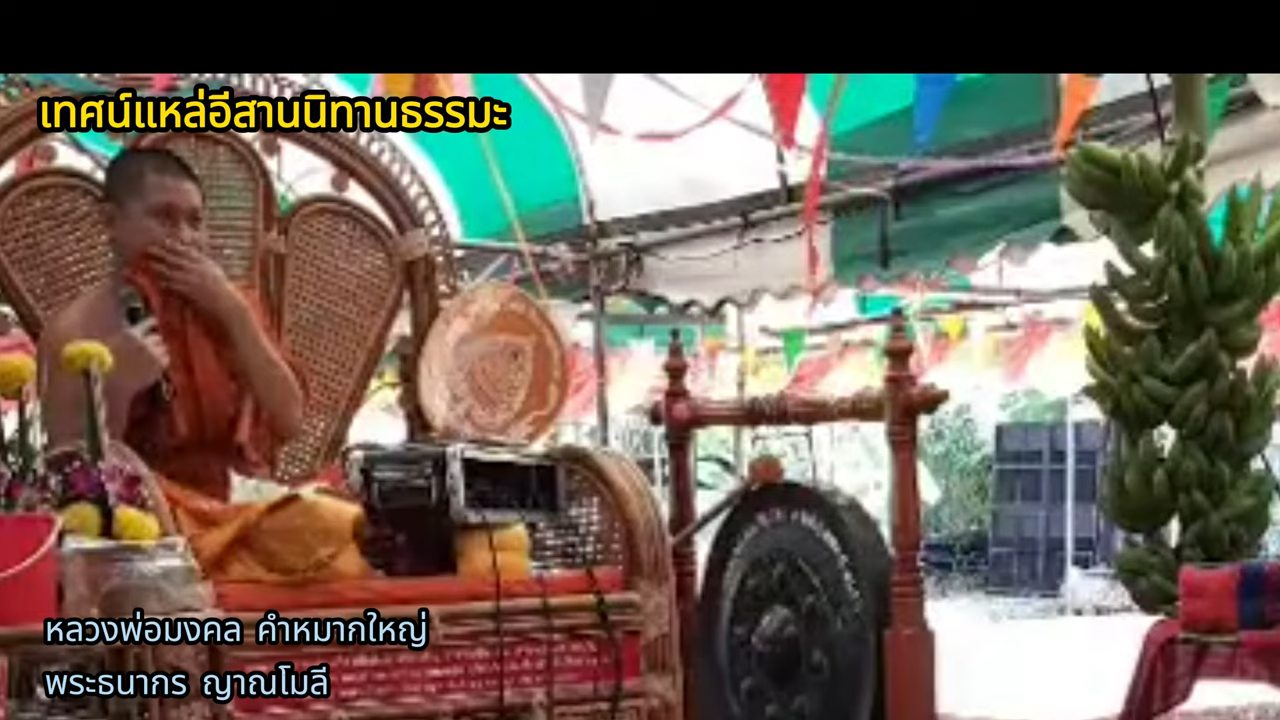 เทศน์แหล่อีสานนิทานธรรมะ
หลวงพ่อมงคล คำหมากใหญ่
พระธนากร ญาณโมลี